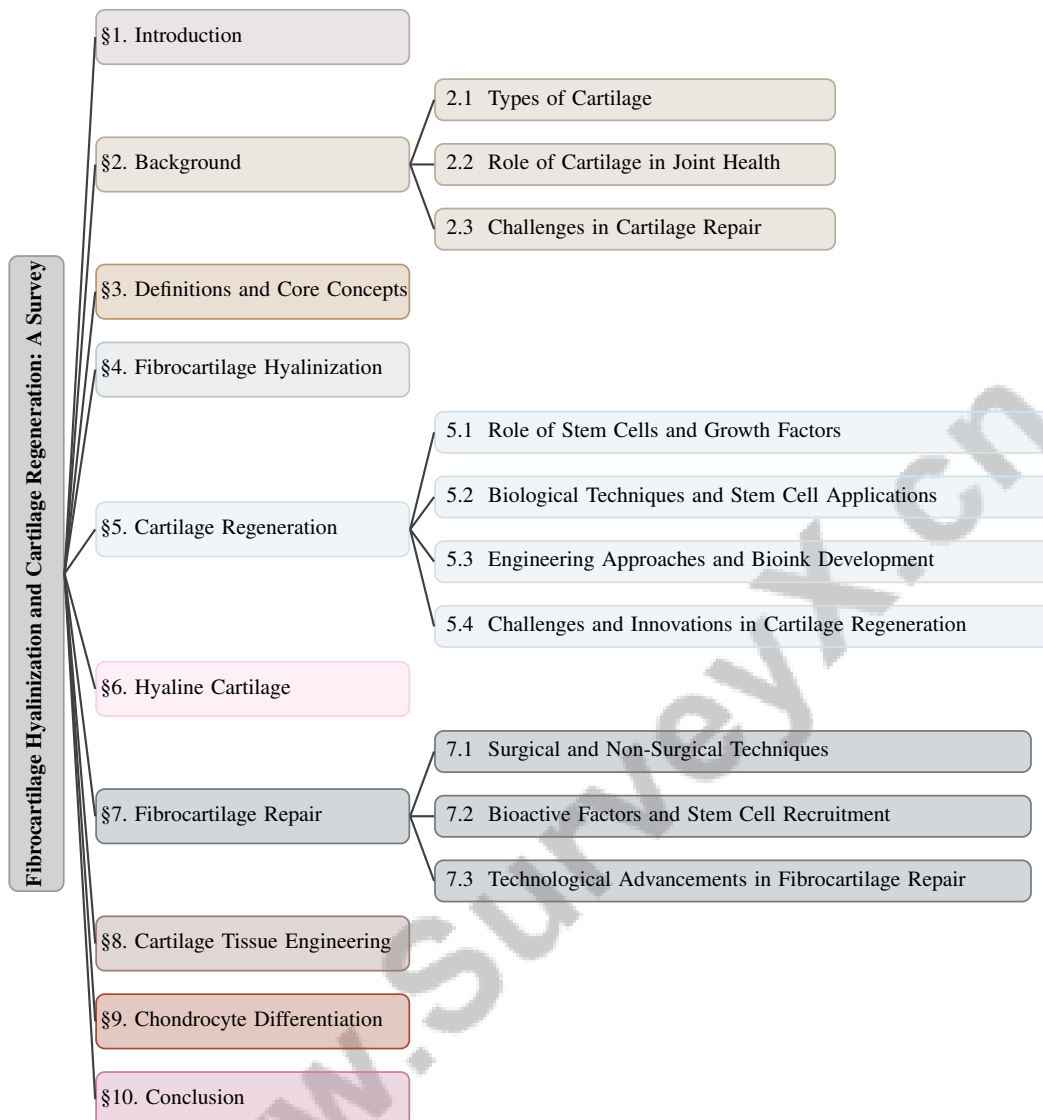 Fibrocartilage Hyalinization and Cartilage Regeneration: A Survey
§1. Introduction
§2. Background
2.1 Types of Cartilage
2.2 Role of Cartilage in Joint Health
2.3 Challenges in Cartilage Repair
§3. Definitions and Core Concepts
§4. Fibrocartilage Hyalinization
§5. Cartilage Regeneration
5.1 Role of Stem Cells and Growth Factors
5.2 Biological Techniques and Stem Cell Applications
5.3 Engineering Approaches and Bioink Development
5.4 Challenges and Innovations in Cartilage Regeneration
§6. Hyaline Cartilage
§7. Fibrocartilage Repair
7.1 Surgical and Non-Surgical Techniques
7.2 Bioactive Factors and Stem Cell Recruitment
7.3 Technological Advancements in Fibrocartilage Repair
§8. Cartilage Tissue Engineering
§9. Chondrocyte Differentiation
§10. Conclusion
w.Surveyx.cn